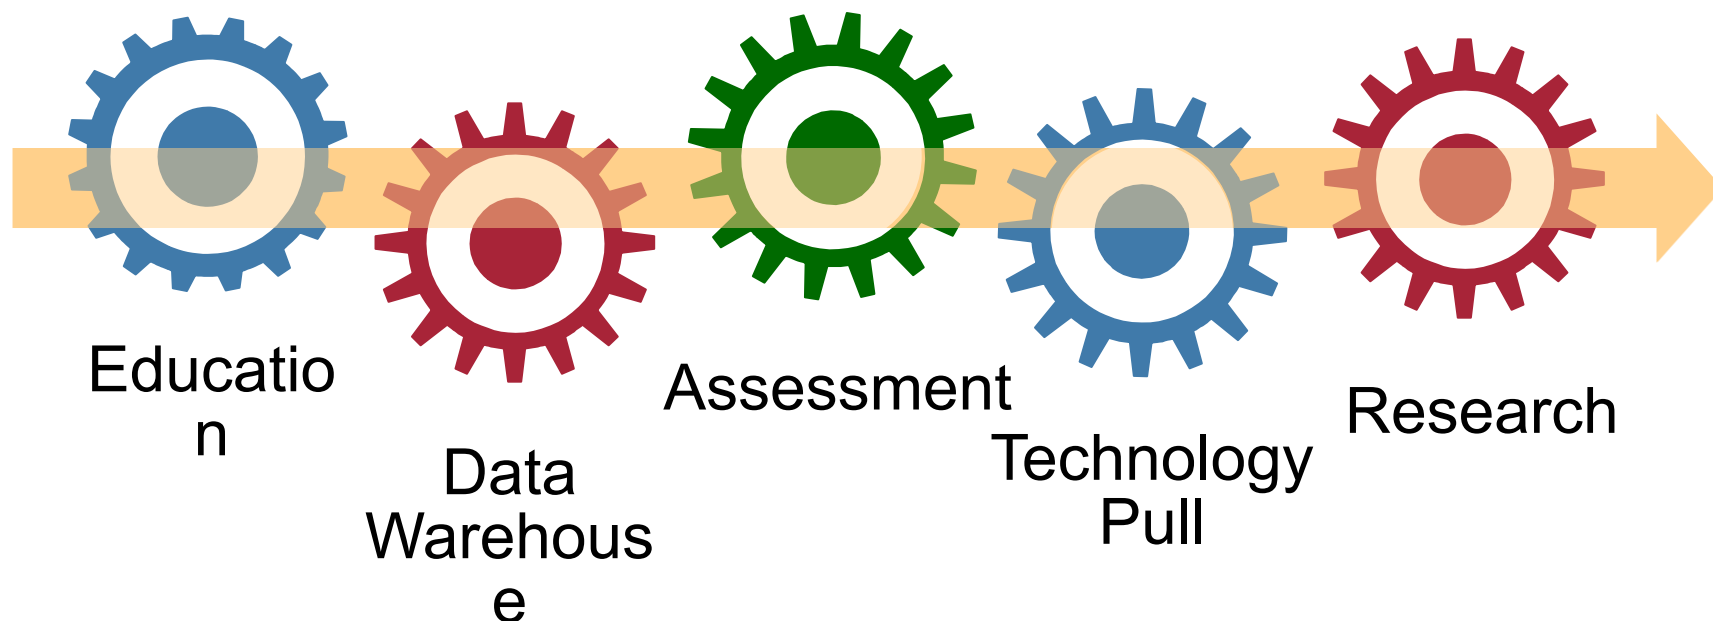 Educatio
n
Data
Warehous
e
Assessment
Technology
Pull
Research